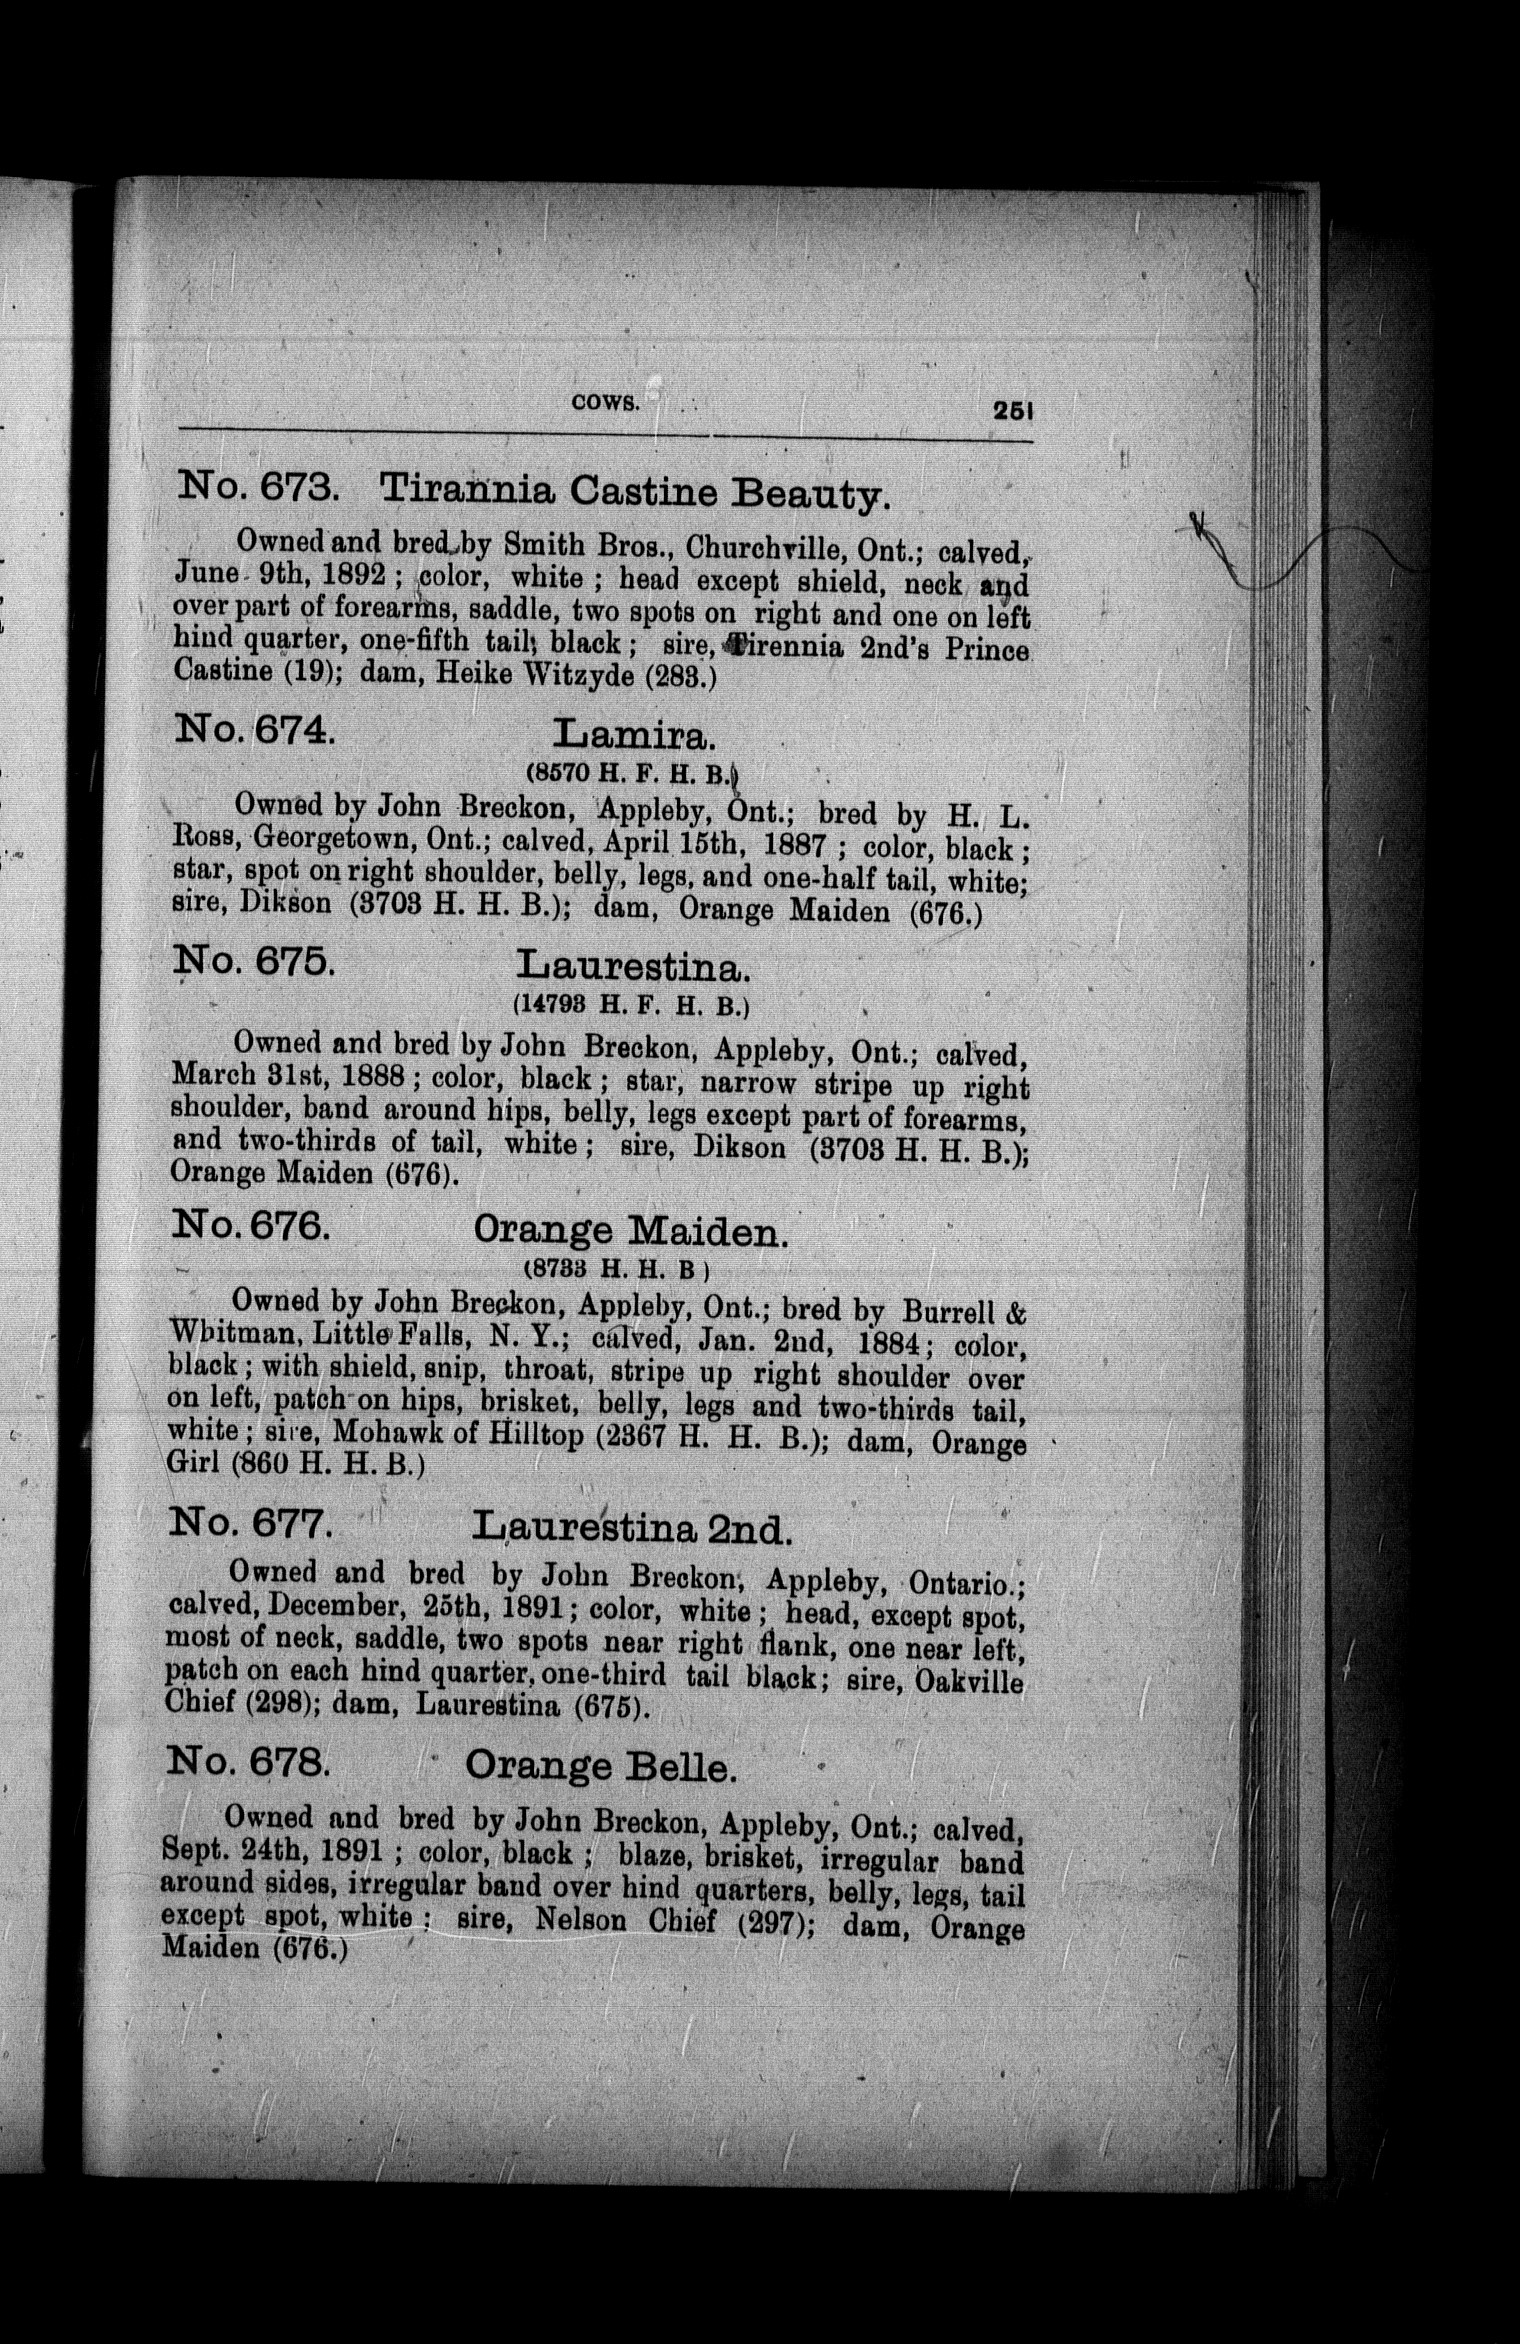 COWS. 251
No. 673. Tirannia Castine Beauty.
Owned and bred by Smith Bros., Churchville, Ont.; calved,
June 9th, 1892 ; color, white ; head except shield, neck and
over part of forearms, saddle, two spots on right and one on left
hind quarter, one-fifth tail, black ; sire, Tirennia 2nd's Prince
Castine (19); dam, Heike Witzyde (283.)
No. 674. Lamira.
(8570 H. F. H. B.)
Owned by John Breckon, Appleby, Ont.; bred by H. L.
Ross, Georgetown, Ont.; calved, April 15th, 1887 ; color, black ;
star, spot on right shoulder, belly, legs, and one-half tail, white;
sire, Dikson (3703 H. H. B.); dam, Orange Maiden (676.)
No. 675. Laurestina.
(14793 H. F. H. B.)
Owned and bred by John Breckon, Appleby, Ont.; calved,
March 31st, 1888 ; color, black ; star, narrow stripe up right
shoulder, band around hips, belly, legs except part of forearms,
and two-thirds of tail, white ; sire, Dikson (3703 H. H. B.);
Orange Maiden (676).
No. 676. Orange Maiden.
(8733 H. H. B )
Owned by John Breckon, Appleby, Ont.; bred by Burrell &
Whitman, Little Falls, N. Y.; calved, Jan. 2nd, 1884; color,
black ; with shield, snip, throat, stripe up right shoulder over
on left, patch on hips, brisket, belly, legs and two-thirds tail,
white ; sire, Mohawk of Hilltop (2367 H. H. B.); dam, Orange
Girl (860 H. H. B.)
No. 677. Laurestina 2nd.
Owned and bred by John Breckon, Appleby, Ontario.;
calved, December, 25th, 1891; color, white ; head, except spot,
most of neck, saddle, two spots near right flank, one near left,
patch on each hind quarter, one-third tail black; sire, Oakville
Chief (298); dam, Laurestina (675).
No. 678. Orange Belle.
Owned and bred by John Breckon, Appleby, Ont.; calved,
Sept. 24th, 1891 ; color, black ; blaze, brisket, irregular band
around sides, irregular band over hind quarters, belly, legs, tail
except spot, white ; sire, Nelson Chief (297); dam, Orange
Maiden (676.)